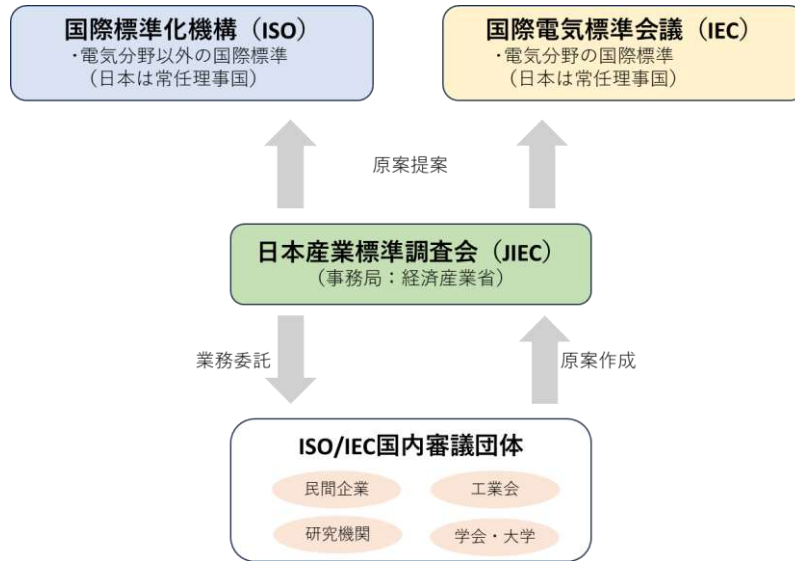 国際標準化機構（ISO）
・電気分野以外の国際標準
（日本は常任理事国）
国際電気標準会議（IEC）
・電気分野の国際標準
（日本は常任理事国）
原案提案
日本産業標準調査会（JIEC）
（事務局：経済産業省）
業務委託
原案作成
ISO/IEC国内審議団体
民間企業
工業会
研究機関
学会・大学